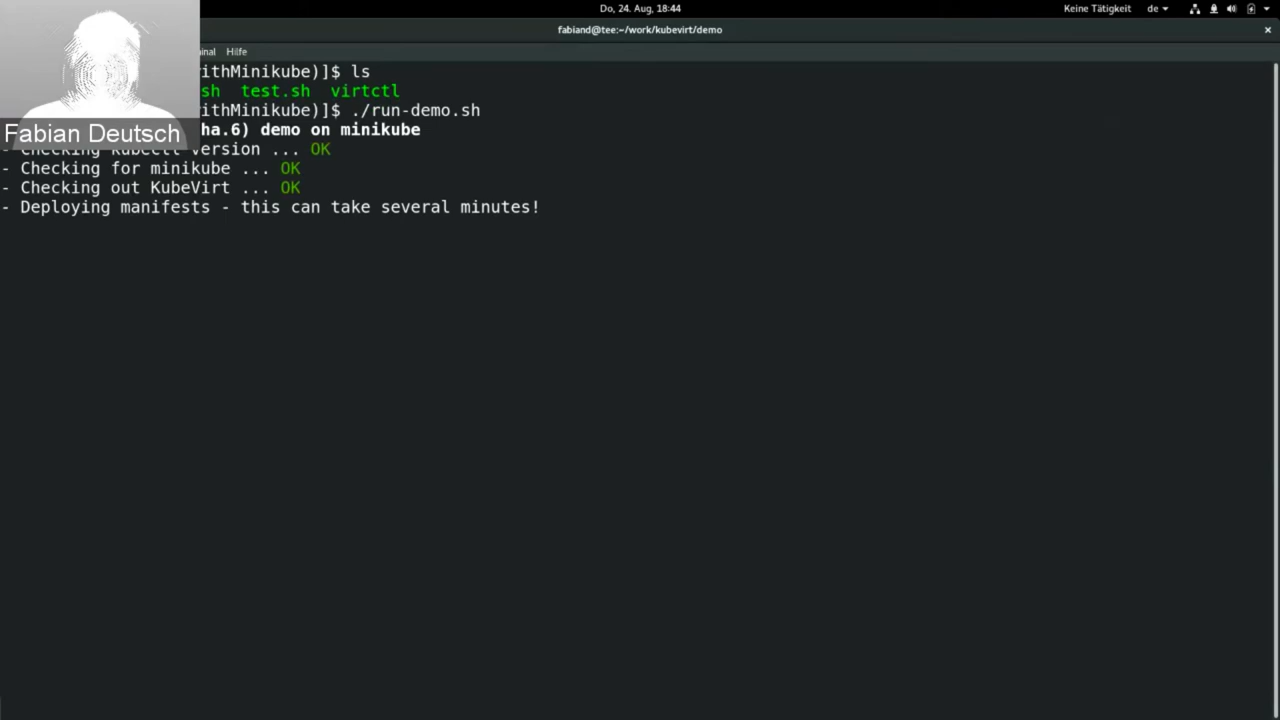 Do, 24. Aug, 18:44
Keine Tätigkeit
de
fabiand@tee:~/work/kubevirt/demo
Hilfe
ithMinikube)]$ ls
sh test.sh virtctl
ithMinikube)]$ ./run-demo.sh
Fabian Deutsch
ha.6) demo on minikube
- Checking kubectl version ... OK
- Checking for minikube ... OK
- Checking out KubeVirt ... OK
- Deploying manifests - this can take several minutes!